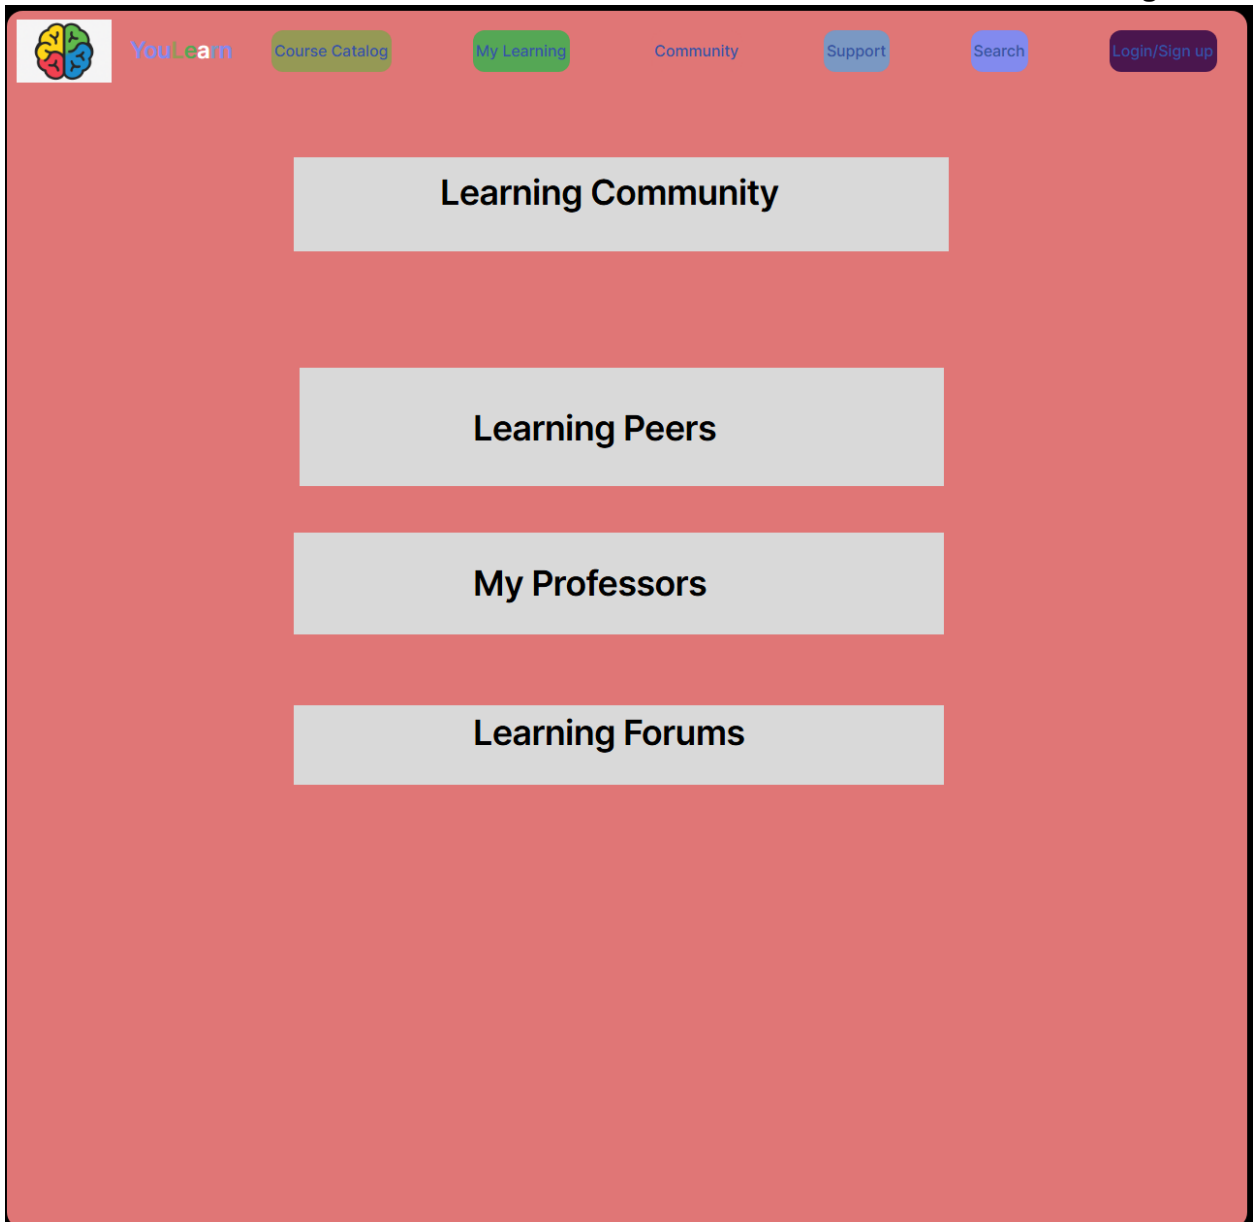 YouLearn Course Catalog My Learning Community Support Search Login/Sign up
Learning Community
Learning Peers
My Professors
Learning Forums